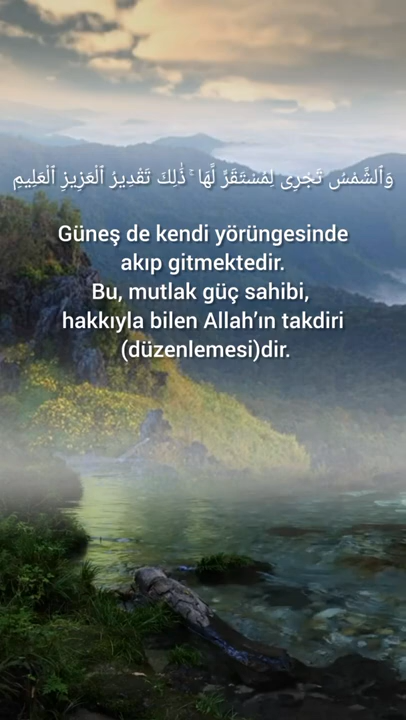 وَٱلشَّمْسُ تَجْرِى لِمُسْتَقَرٍّ لَّهَا ۚ ذَٰلِكَ تَقْدِيرُ ٱلْعَزِيزِ ٱلْعَلِيمِ
Güneş de kendi yörüngesinde
akıp gitmektedir.
Bu, mutlak güç sahibi,
hakkıyla bilen Allah’ın takdiri
(düzenlemesi)dir.